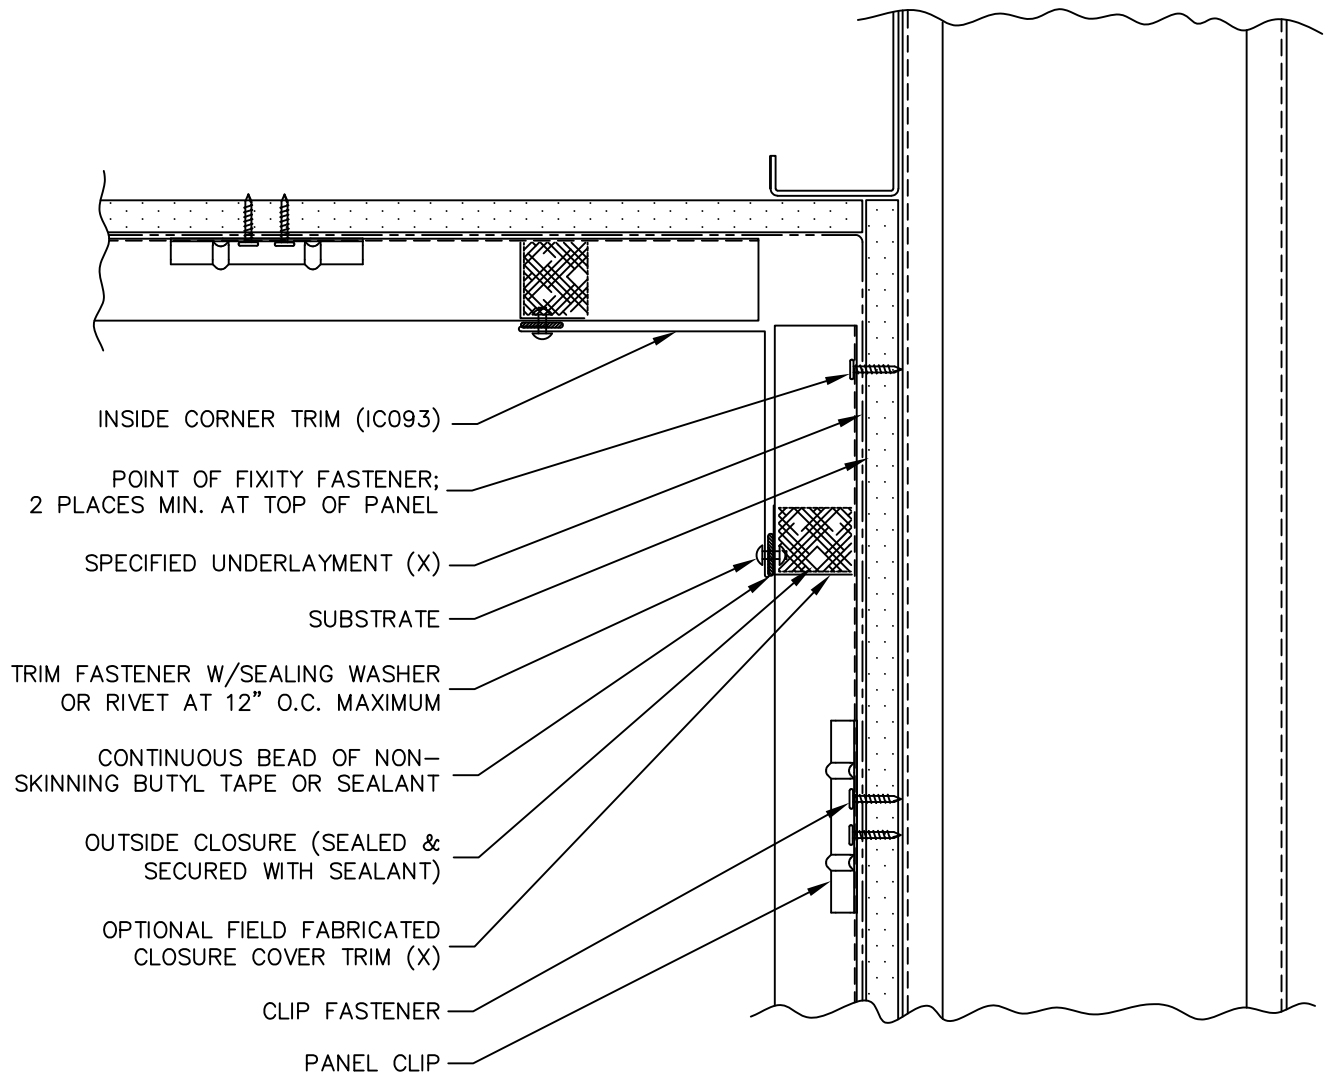 INSIDE CORNER TRIM (IC093)
POINT OF FIXITY FASTENER;
2 PLACES MIN. AT TOP OF PANEL
SPECIFIED UNDERLAYMENT (X)
SUBSTRATE
TRIM FASTENER W/SEALING WASHER
OR RIVET AT 12” O.C. MAXIMUM
CONTINUOUS BEAD OF NON–
SKINNING BUTYL TAPE OR SEALANT
OUTSIDE CLOSURE (SEALED &
SECURED WITH SEALANT)
OPTIONAL FIELD FABRICATED
CLOSURE COVER TRIM (X)
CLIP FASTENER
PANEL CLIP